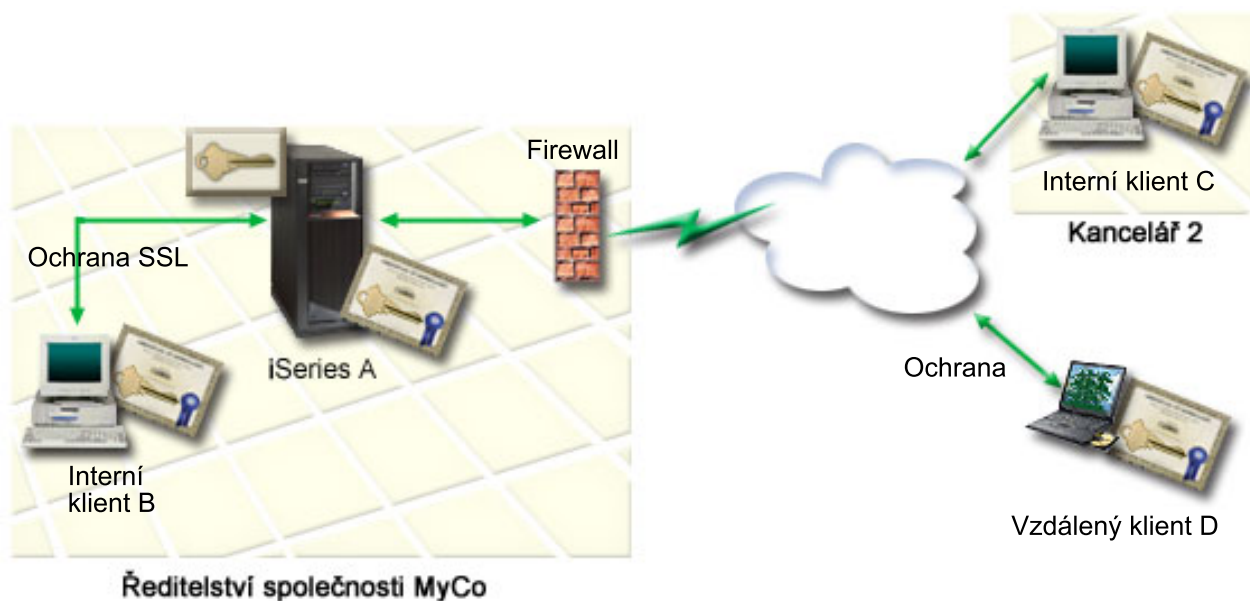 Firewall
Interní klient C
Kancelář 2
Ochrana SSL
iSeries A
Ochrana
Interní
klient B
Vzdálený klient D
Ředitelství společnosti MyCo